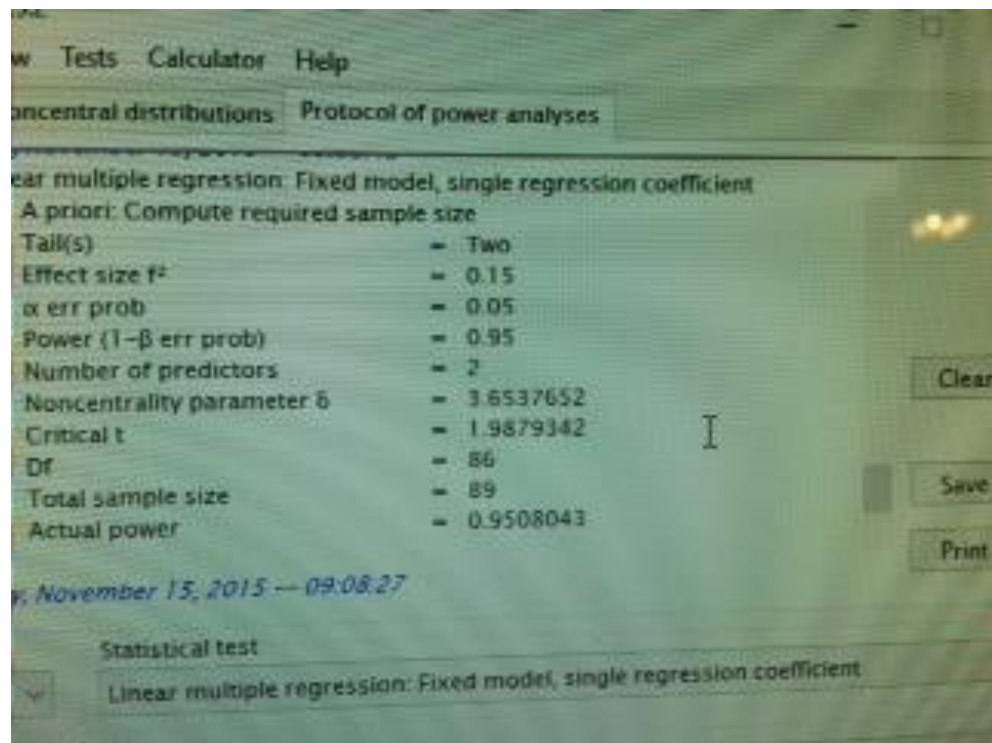 w Tests Calculator Help
oncentral distributions Protocol of power analyses
ear multiple regression: Fixed model, single regression coefficient
A priori: Compute required sample size
Tail(s) = Two
Effect size f² = 0.15
α err prob = 0.05
Power (1-β err prob) = 0.95
Number of predictors = 2
Noncentrality parameter δ = 3.6537652
Critical t = 1.9879342
Df = 86
Total sample size = 89
Actual power = 0.9508043
Clear
Save
Print
y, November 15, 2015 -- 09:08:27
Statistical test
Linear multiple regression: Fixed model, single regression coefficient